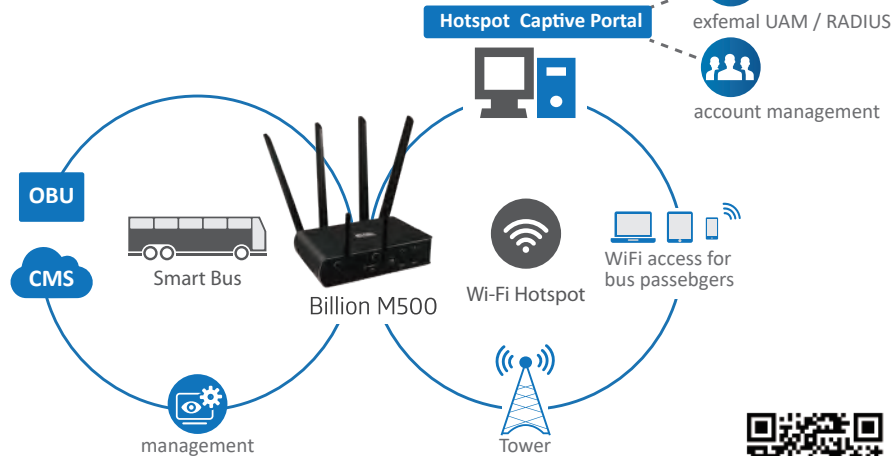 Hotspot Captive Portal
exfemal UAM / RADIUS
account management
OBU
CMS
Smart Bus
Billion M500
Wi-Fi Hotspot
WiFi access for
bus passebgers
management
Tower